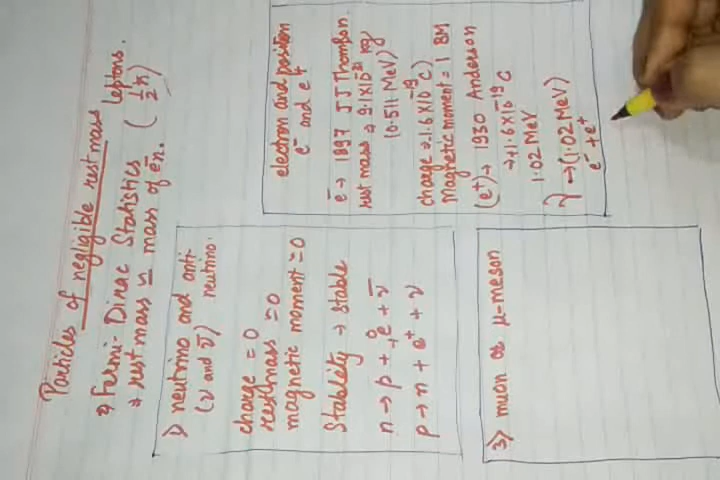 Particles of negligible rest mass
⇒ Fermi-Dirac Statistics leptons.
→ rest mass ≃ mass of en. (½ ℏ)
1) neutrino and anti-
(ν and ν̅) neutrino.
charge = 0
restmass = 0
magnetic moment = 0
Stability → stable
n → p + ₋₁e⁰ + ν̅
p → n + e⁺ + ν
electron and positron
e⁻ and e⁺
e⁻ → 1897 JJ Thomson
rest mass → 9.1×10⁻³¹ kg
(0.511 MeV)
charge → 1.6×10⁻¹⁹ C)
Magnetic moment = 1 BM
(e⁺) → 1930 Anderson
→ +1.6×10⁻¹⁹ C
1.02 MeV
γ → (1.02 MeV)
e⁻ + e⁺
3) muon or μ-meson